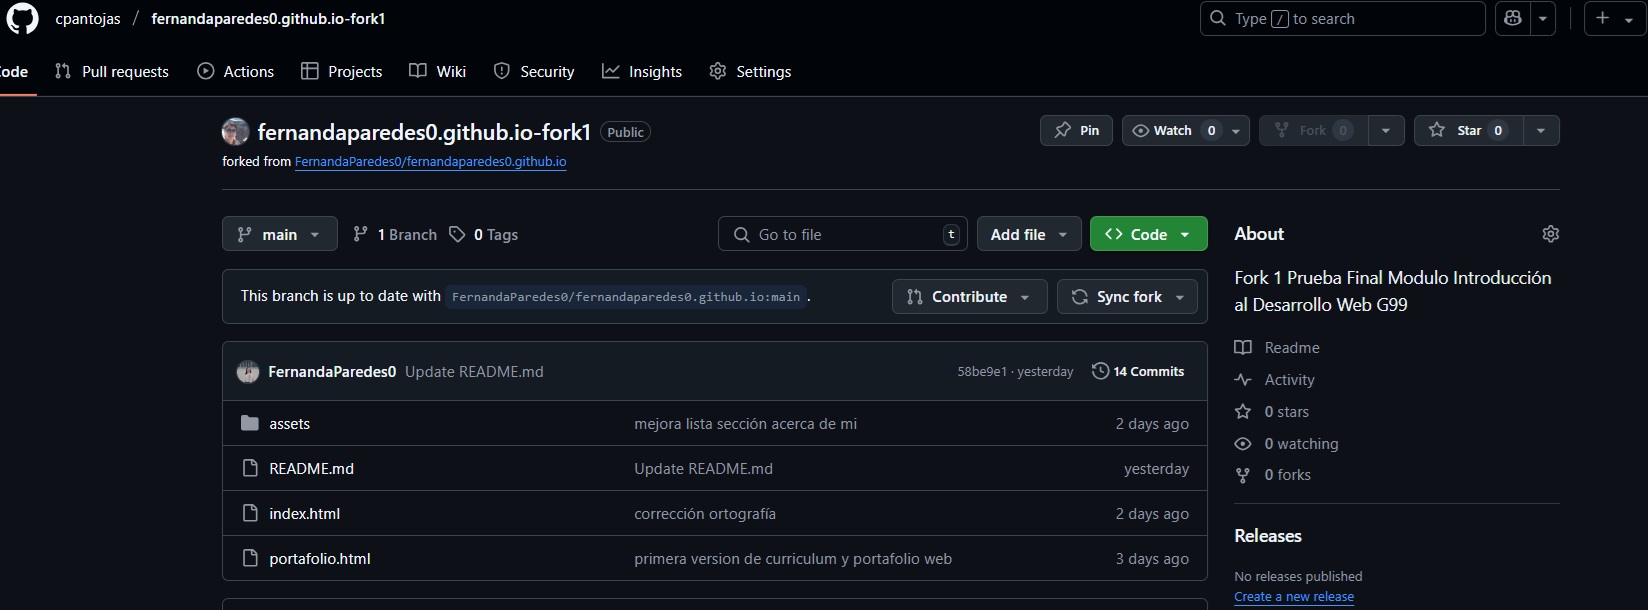 cpantojas / fernandaparedes0.github.io-fork1
Type / to search
ode Pull requests Actions Projects Wiki Security Insights Settings
fernandaparedes0.github.io-fork1 Public
Pin Watch 0 Fork 0 Star 0
forked from FernandaParedes0/fernandaparedes0.github.io
main 1 Branch 0 Tags
Go to file t Add file Code
This branch is up to date with FernandaParedes0/fernandaparedes0.github.io:main .
Contribute Sync fork
FernandaParedes0 Update README.md 58be9e1 · yesterday 14 Commits
assets mejora lista sección acerca de mi 2 days ago
README.md Update README.md yesterday
index.html corrección ortografía 2 days ago
portafolio.html primera version de curriculum y portafolio web 3 days ago
About
Fork 1 Prueba Final Modulo Introducción
al Desarrollo Web G99
Readme
Activity
0 stars
0 watching
0 forks
Releases
No releases published
Create a new release